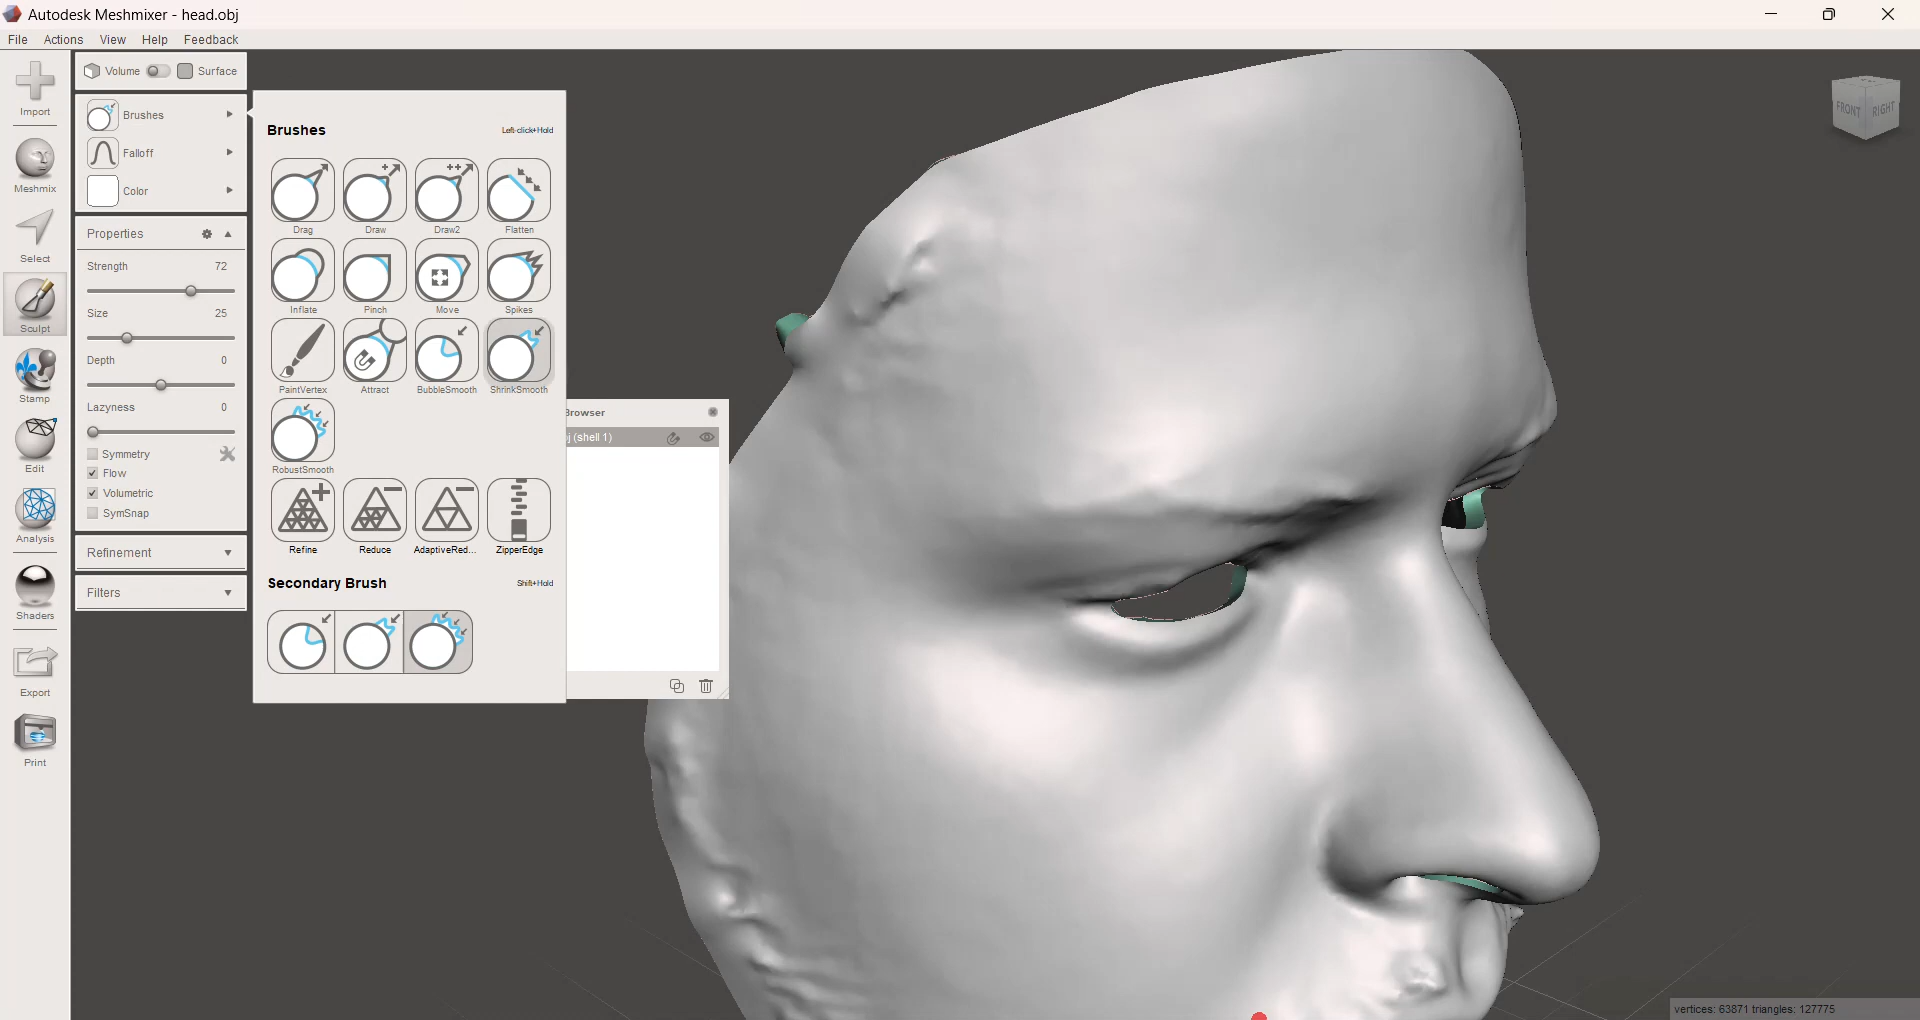 Autodesk Meshmixer - head.obj
File Actions View Help Feedback
Import
Meshmix
Select
Sculpt
Stamp
Edit
Analysis
Shaders
Export
Print
Volume Surface
Brushes
Falloff
Color
Properties
Strength 72
Size 25
Depth 0
Lazyness 0
Symmetry
Flow
Volumetric
SymSnap
Refinement
Filters
Brushes Left-click+Hold
Drag Draw Draw2 Flatten
Inflate Pinch Move Spikes
PaintVertex Attract BubbleSmooth ShrinkSmooth
RobustSmooth
Refine Reduce AdaptiveRed... ZipperEdge
Secondary Brush Shift+Hold
Browser
(shell 1)
FRONT RIGHT
vertices: 63871 triangles: 127775